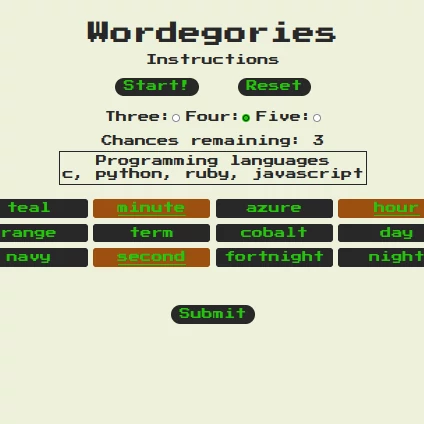 Wordegories
Instructions
Start! Reset
Three: Four: Five:
Chances remaining: 3
Programming languages
c, python, ruby, javascript
teal minute azure hour
range term cobalt day
navy second fortnight night
Submit